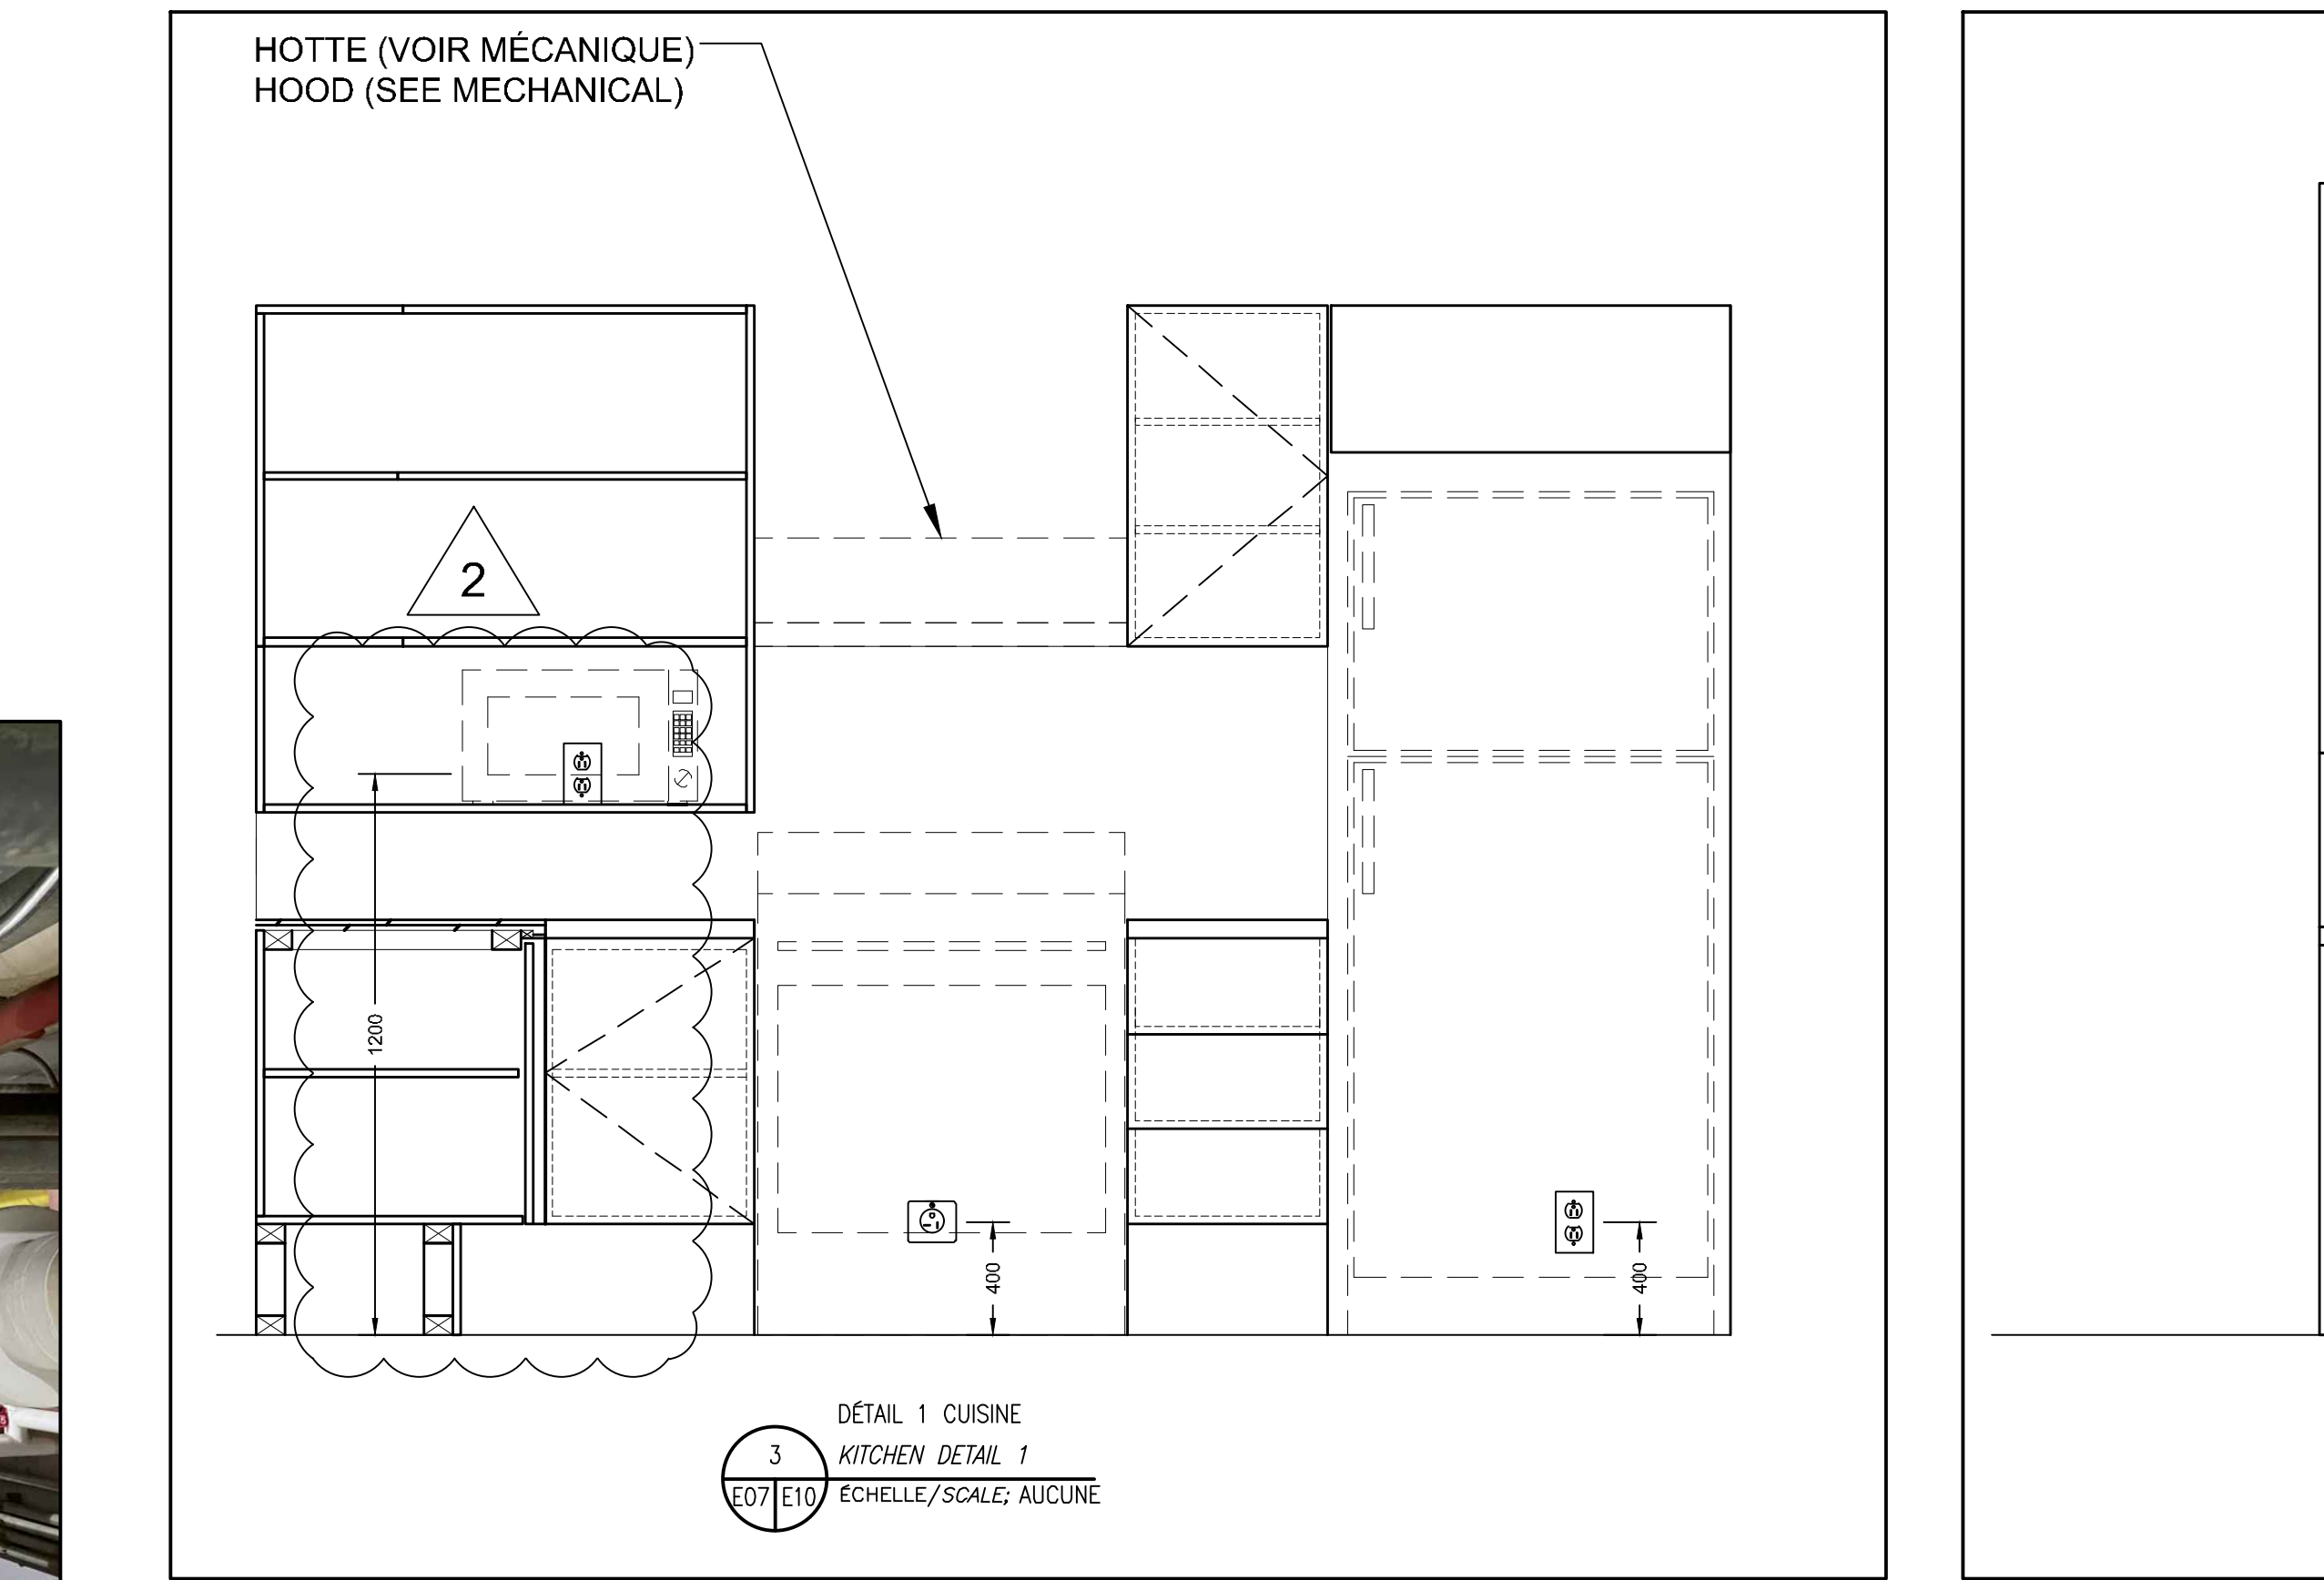 HOTTE (VOIR MÉCANIQUE)
HOOD (SEE MECHANICAL)
2
1200
400
400
DÉTAIL 1 CUISINE
3
KITCHEN DETAIL 1
E07 E10
ÉCHELLE/SCALE; AUCUNE